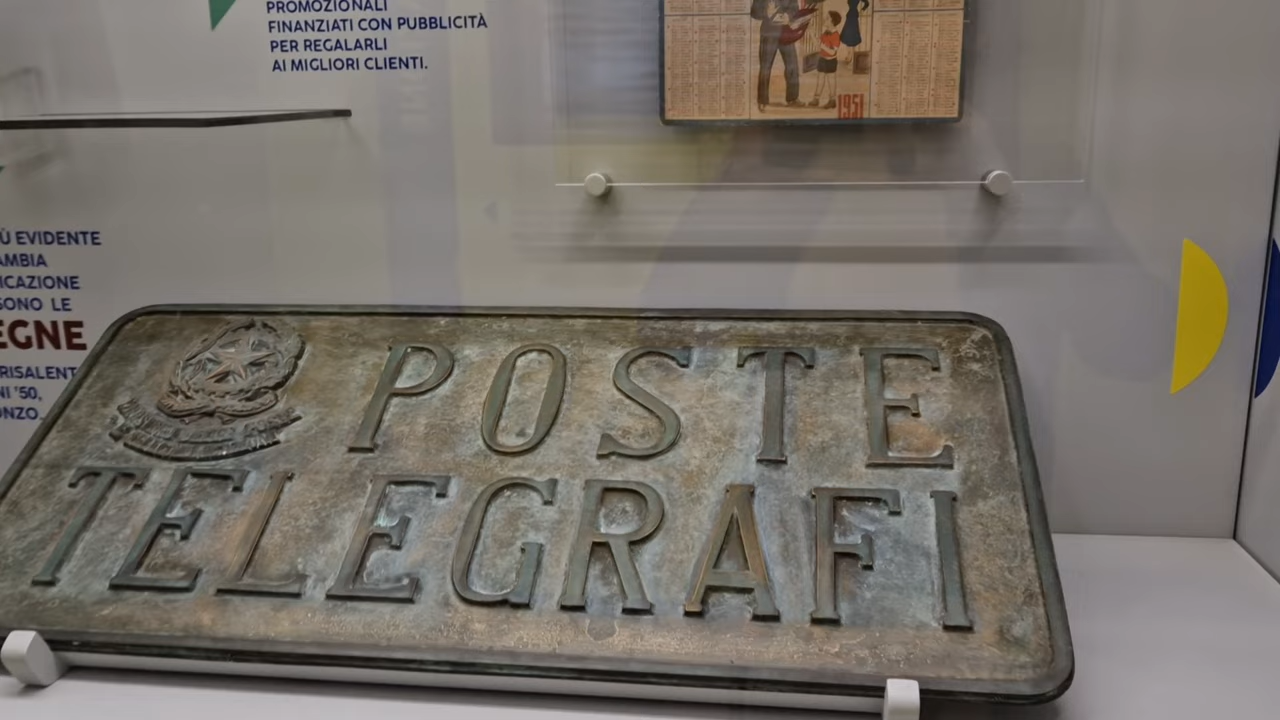 PROMOZIONALI
FINANZIATI CON PUBBLICITÀ
PER REGALARLI
AI MIGLIORI CLIENTI.
1951
Ù EVIDENTE
AMBIA
ICAZIONE
SONO LE
EGNE
RISALENT
NI '50,
ONZO.
POSTE
TELEGRAFI